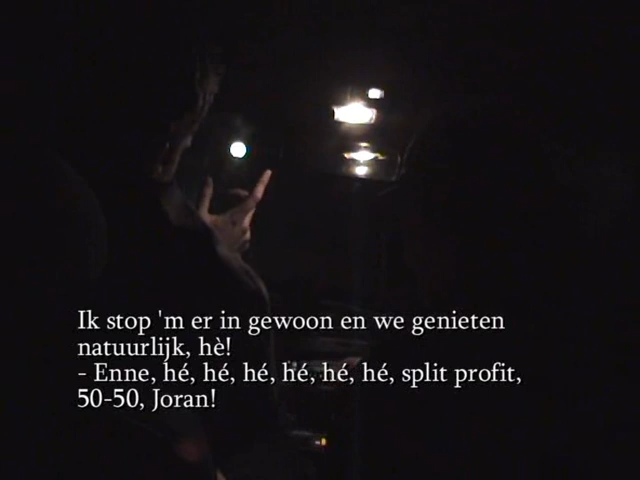 Ik stop 'm er in gewoon en we genieten
natuurlijk, hè!
- Enne, hé, hé, hé, hé, hé, hé, split profit,
50-50, Joran!